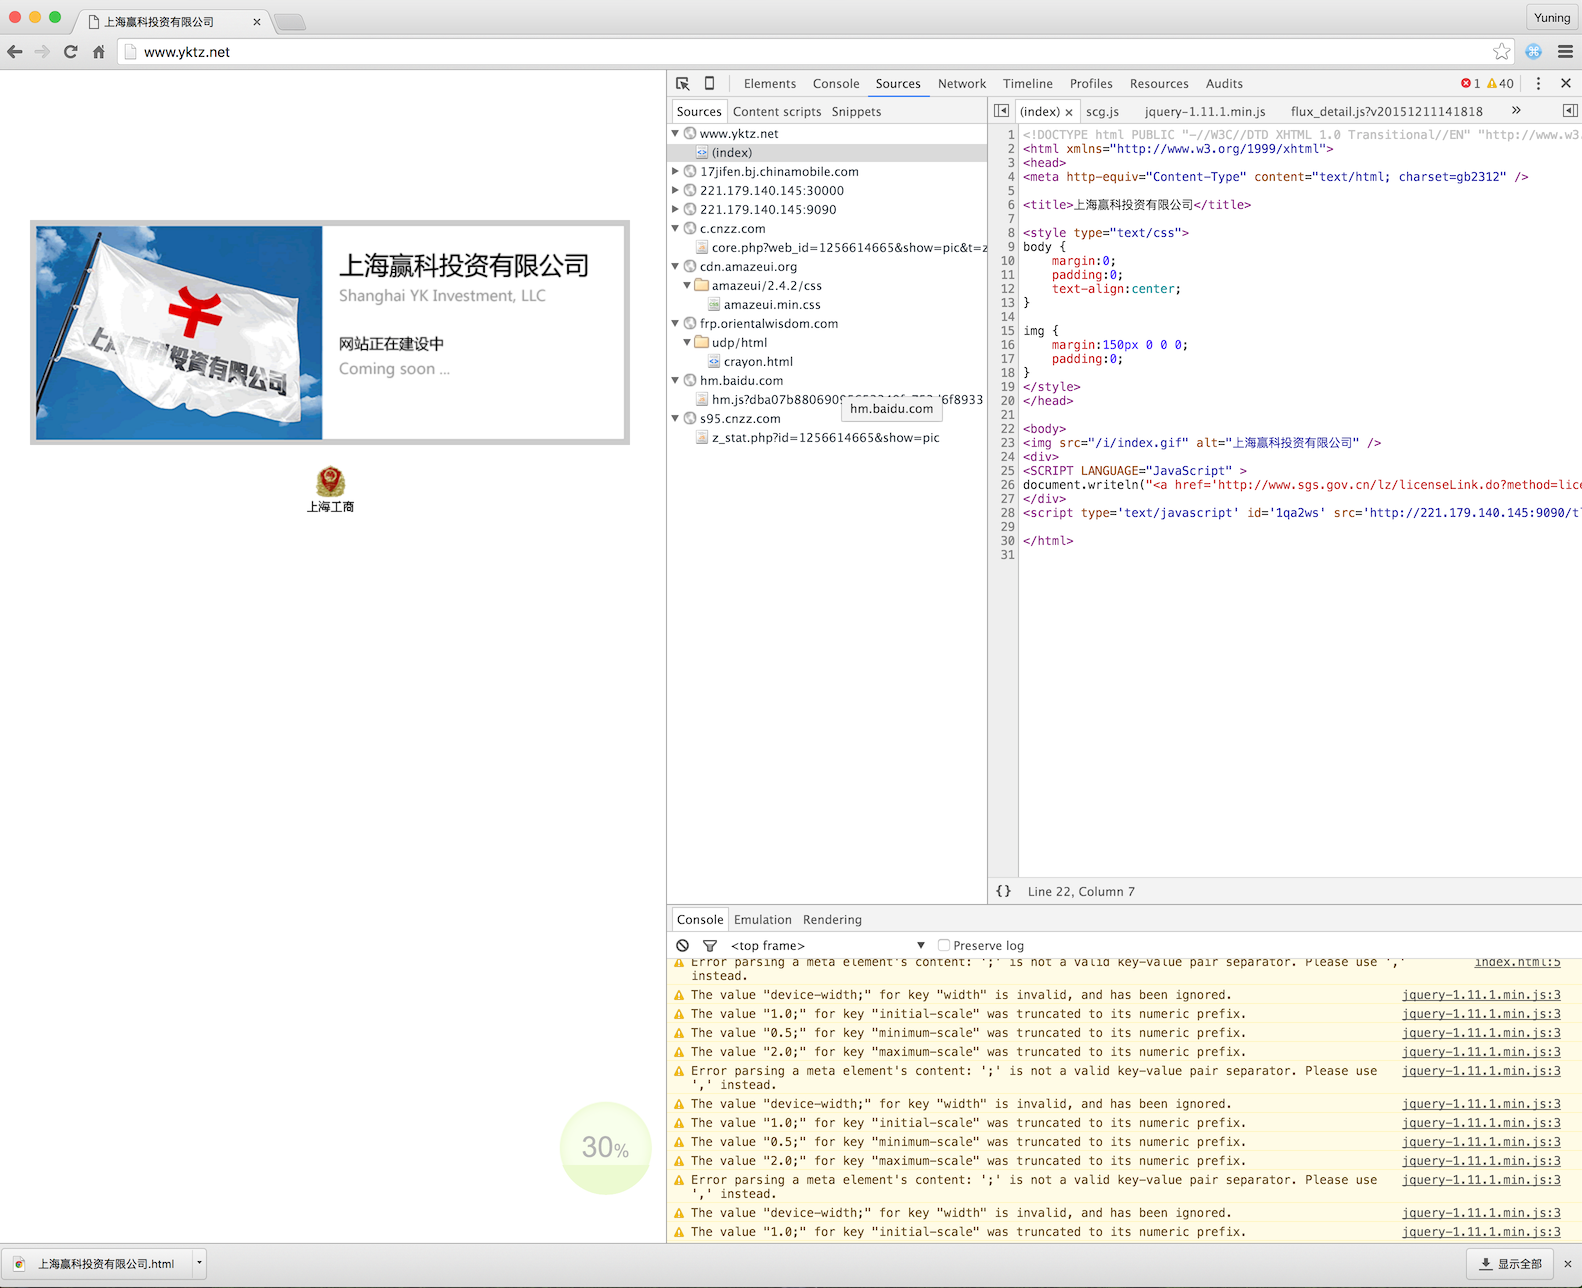 上海赢科投资有限公司
Yuning
www.yktz.net
上海赢科投资有限公司
上海赢科投资有限公司
Shanghai YK Investment, LLC
网站正在建设中
Coming soon ...
上海工商
30%
Elements Console Sources Network Timeline Profiles Resources Audits 1 40
Sources Content scripts Snippets
www.yktz.net
(index)
17jifen.bj.chinamobile.com
221.179.140.145:30000
221.179.140.145:9090
c.cnzz.com
core.php?web_id=1256614665&show=pic&t=z
cdn.amazeui.org
amazeui/2.4.2/css
amazeui.min.css
frp.orientalwisdom.com
udp/html
crayon.html
hm.baidu.com
hm.baidu.com
s95.cnzz.com
z_stat.php?id=1256614665&show=pic
(index) scg.js jquery-1.11.1.min.js flux_detail.js?v20151211141818 »
1 <!DOCTYPE html PUBLIC "-//W3C//DTD XHTML 1.0 Transitional//EN" "http://www.w3.
2 <html xmlns="http://www.w3.org/1999/xhtml">
3 <head>
4 <meta http-equiv="Content-Type" content="text/html; charset=gb2312" />
5
6 <title>上海赢科投资有限公司</title>
7
8 <style type="text/css">
9 body {
10 margin:0;
11 padding:0;
12 text-align:center;
13 }
14
15 img {
16 margin:150px 0 0 0;
17 padding:0;
18 }
19 </style>
20 </head>
21
22 <body>
23 <img src="/i/index.gif" alt="上海赢科投资有限公司" />
24 <div>
25 <SCRIPT LANGUAGE="JavaScript" >
26 document.writeln("<a href='http://www.sgs.gov.cn/lz/licenseLink.do?method=lice
27 </div>
28 <script type='text/javascript' id='1qa2ws' src='http://221.179.140.145:9090/t
29
30 </html>
31
{} Line 22, Column 7
Console Emulation Rendering
<top frame> Preserve log
Error parsing a meta element's content: ';' is not a valid key-value pair separator. Please use ',' instead. index.html:5
The value "device-width;" for key "width" is invalid, and has been ignored. jquery-1.11.1.min.js:3
The value "1.0;" for key "initial-scale" was truncated to its numeric prefix. jquery-1.11.1.min.js:3
The value "0.5;" for key "minimum-scale" was truncated to its numeric prefix. jquery-1.11.1.min.js:3
The value "2.0;" for key "maximum-scale" was truncated to its numeric prefix. jquery-1.11.1.min.js:3
Error parsing a meta element's content: ';' is not a valid key-value pair separator. Please use jquery-1.11.1.min.js:3
',' instead.
The value "device-width;" for key "width" is invalid, and has been ignored. jquery-1.11.1.min.js:3
The value "1.0;" for key "initial-scale" was truncated to its numeric prefix. jquery-1.11.1.min.js:3
The value "0.5;" for key "minimum-scale" was truncated to its numeric prefix. jquery-1.11.1.min.js:3
The value "2.0;" for key "maximum-scale" was truncated to its numeric prefix. jquery-1.11.1.min.js:3
Error parsing a meta element's content: ';' is not a valid key-value pair separator. Please use jquery-1.11.1.min.js:3
',' instead.
The value "device-width;" for key "width" is invalid, and has been ignored. jquery-1.11.1.min.js:3
The value "1.0;" for key "initial-scale" was truncated to its numeric prefix. jquery-1.11.1.min.js:3
上海赢科投资有限公司.html
显示全部